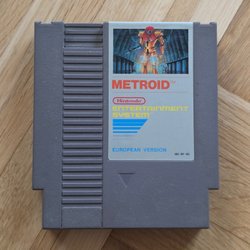 METROID
Nintendo
ENTERTAINMENT
SYSTEM
EUROPEAN VERSION